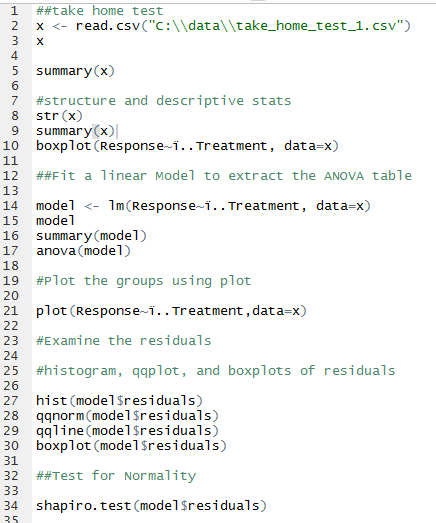 1 ##take home test
2 x <- read.csv("C:\\data\\take_home_test_1.csv")
3 x
4
5 summary(x)
6
7 #structure and descriptive stats
8 str(x)
9 summary(x)
10 boxplot(Response~ï..Treatment, data=x)
11
12 ##Fit a linear Model to extract the ANOVA table
13
14 model <- lm(Response~ï..Treatment, data=x)
15 model
16 summary(model)
17 anova(model)
18
19 #Plot the groups using plot
20
21 plot(Response~ï..Treatment,data=x)
22
23 #Examine the residuals
24
25 #histogram, qqplot, and boxplots of residuals
26
27 hist(model$residuals)
28 qqnorm(model$residuals)
29 qqline(model$residuals)
30 boxplot(model$residuals)
31
32 ##Test for Normality
33
34 shapiro.test(model$residuals)
35